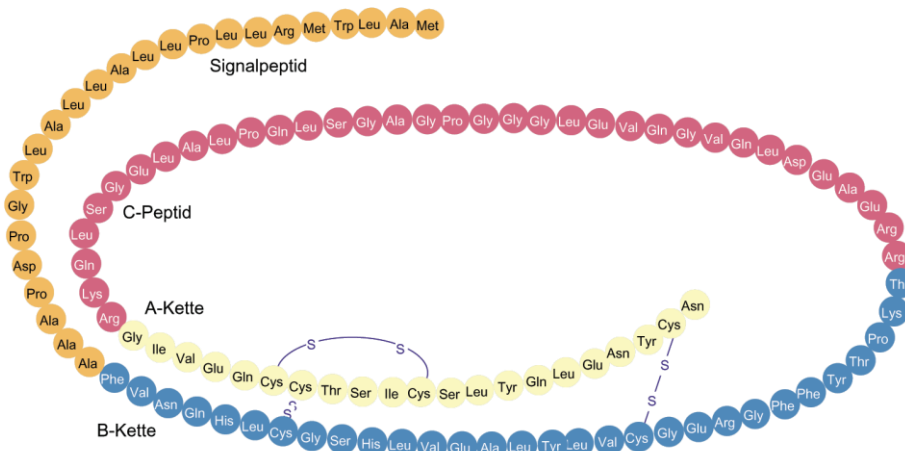 Met Ala Leu Trp Met Arg Leu Leu Pro Leu Leu Ala Leu Leu Ala Leu Trp Gly Pro Asp Pro Ala Ala Ala
Signalpeptid
Phe Val Asn Gln His Leu Cys Gly Ser His Leu Val Glu Ala Leu Tyr Leu Val Cys Gly Glu Arg Gly Phe Phe Tyr Thr Pro Lys Th
B-Kette
Arg Arg Glu Ala Glu Asp Leu Gln Val Gly Gln Val Glu Leu Gly Gly Gly Pro Gly Ala Gly Ser Leu Gln Pro Leu Ala Leu Glu Gly Ser Leu Gln Lys Arg
C-Peptid
Gly Ile Val Glu Gln Cys Cys Thr Ser Ile Cys Ser Leu Tyr Gln Leu Glu Asn Tyr Cys Asn
A-Kette
S S
S S
S
S